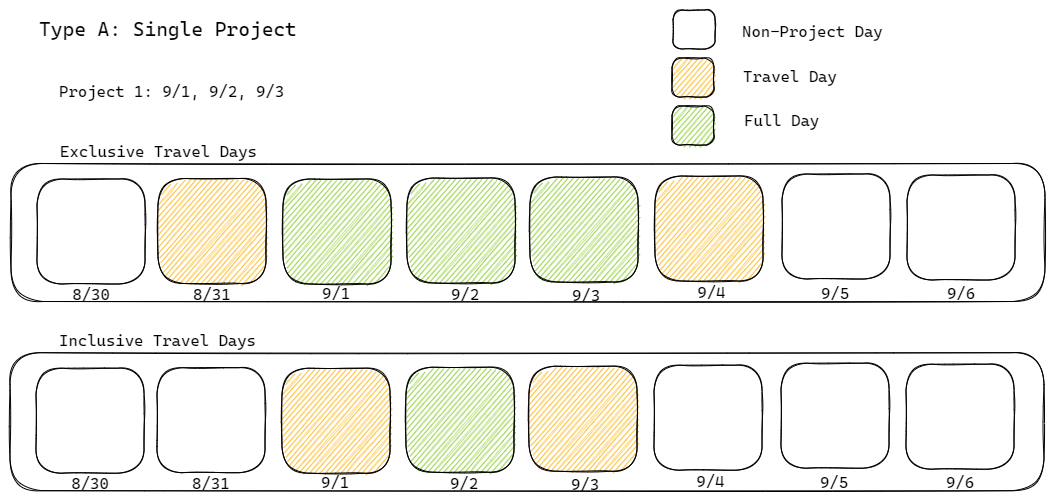 Type A: Single Project
Non-Project Day
Travel Day
Project 1: 9/1, 9/2, 9/3
Full Day
Exclusive Travel Days
8/30 8/31 9/1 9/2 9/3 9/4 9/5 9/6
Inclusive Travel Days
8/30 8/31 9/1 9/2 9/3 9/4 9/5 9/6